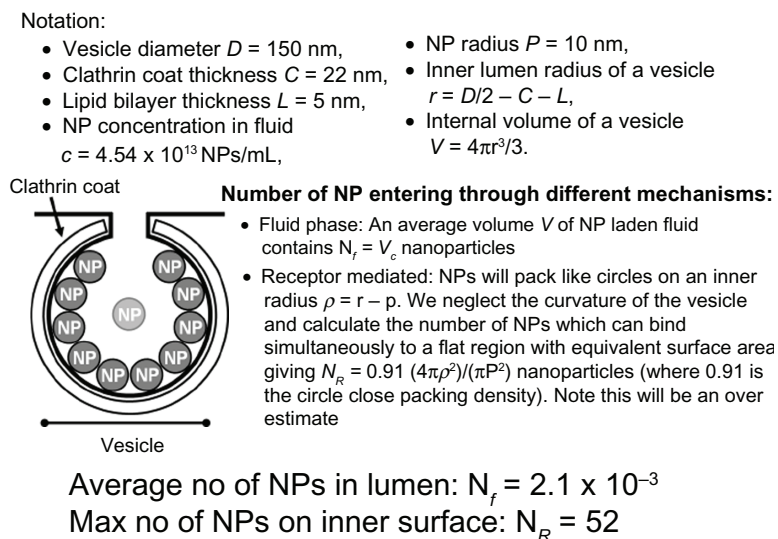 Notation:
• Vesicle diameter D = 150 nm,
• Clathrin coat thickness C = 22 nm,
• Lipid bilayer thickness L = 5 nm,
• NP concentration in fluid
c = 4.54 x 10¹³ NPs/mL,
• NP radius P = 10 nm,
• Inner lumen radius of a vesicle
r = D/2 – C – L,
• Internal volume of a vesicle
V = 4πr³/3.
Clathrin coat
NP
NP
NP
NP
NP
NP
NP
NP
NP
NP
NP
Vesicle
Number of NP entering through different mechanisms:
• Fluid phase: An average volume V of NP laden fluid
contains N_f = V_c nanoparticles
• Receptor mediated: NPs will pack like circles on an inner
radius ρ = r – p. We neglect the curvature of the vesicle
and calculate the number of NPs which can bind
simultaneously to a flat region with equivalent surface area
giving N_R = 0.91 (4πρ²)/(πP²) nanoparticles (where 0.91 is
the circle close packing density). Note this will be an over
estimate
Average no of NPs in lumen: N_f = 2.1 x 10⁻³
Max no of NPs on inner surface: N_R = 52